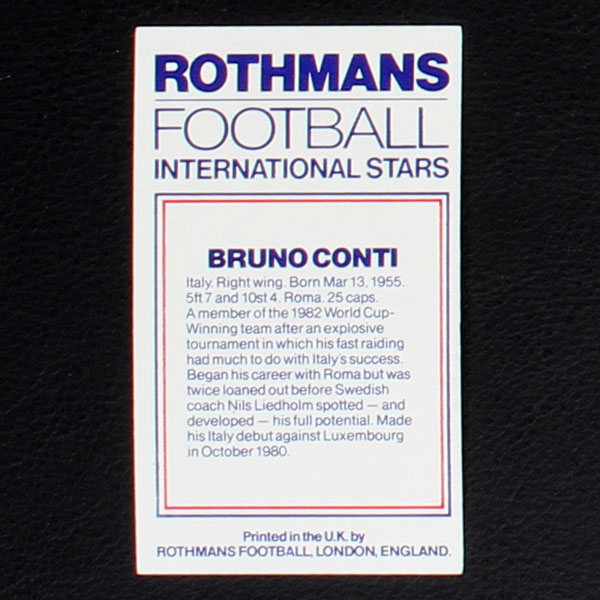 ROTHMANS
FOOTBALL
INTERNATIONAL STARS
BRUNO CONTI
Italy. Right wing. Born Mar 13, 1955.
5ft 7 and 10st 4. Roma. 25 caps.
A member of the 1982 World Cup-
Winning team after an explosive
tournament in which his fast raiding
had much to do with Italy's success.
Began his career with Roma but was
twice loaned out before Swedish
coach Nils Liedholm spotted — and
developed — his full potential. Made
his Italy debut against Luxembourg
in October 1980.
Printed in the U.K. by
ROTHMANS FOOTBALL, LONDON, ENGLAND.